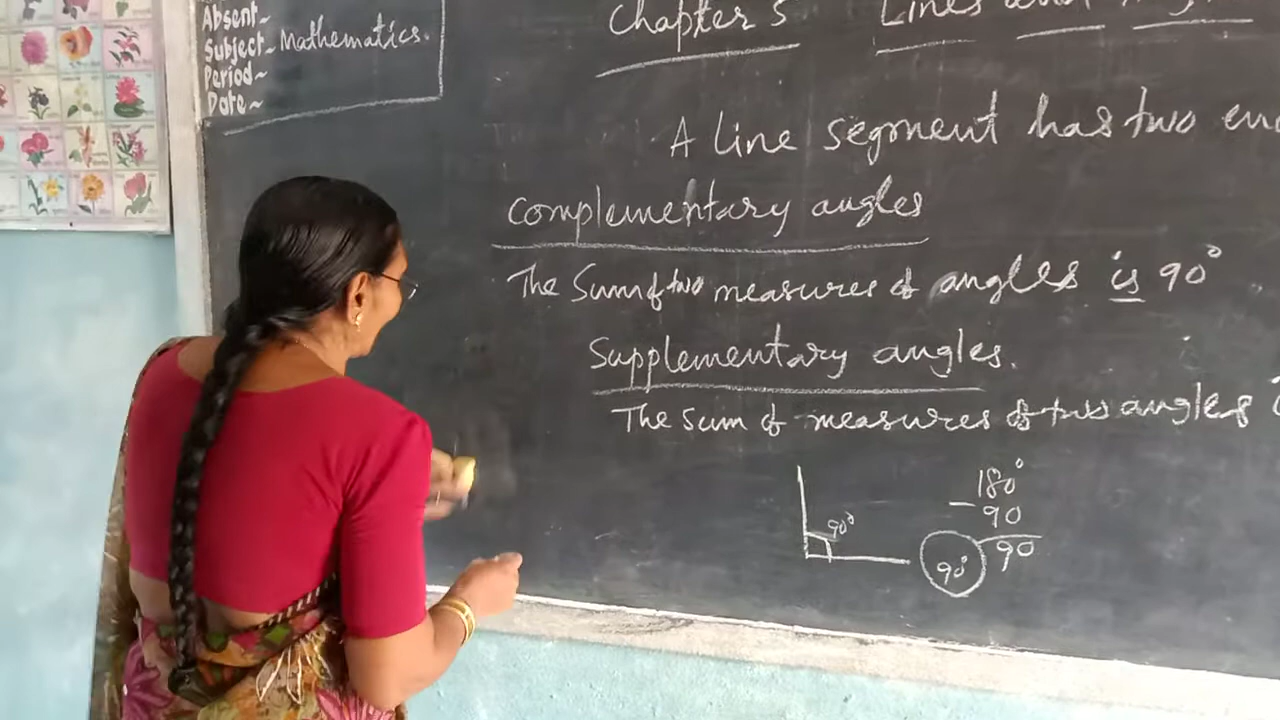 Absent~
Subject~ Mathematics.
Period~
Date~
Chapter 5 Lines and
A line segment has two
Complementary angles
The Sum of two measures of angles is 90°
Supplementary angles.
The sum of measures of two angles
90°
180°
- 90
90
90°